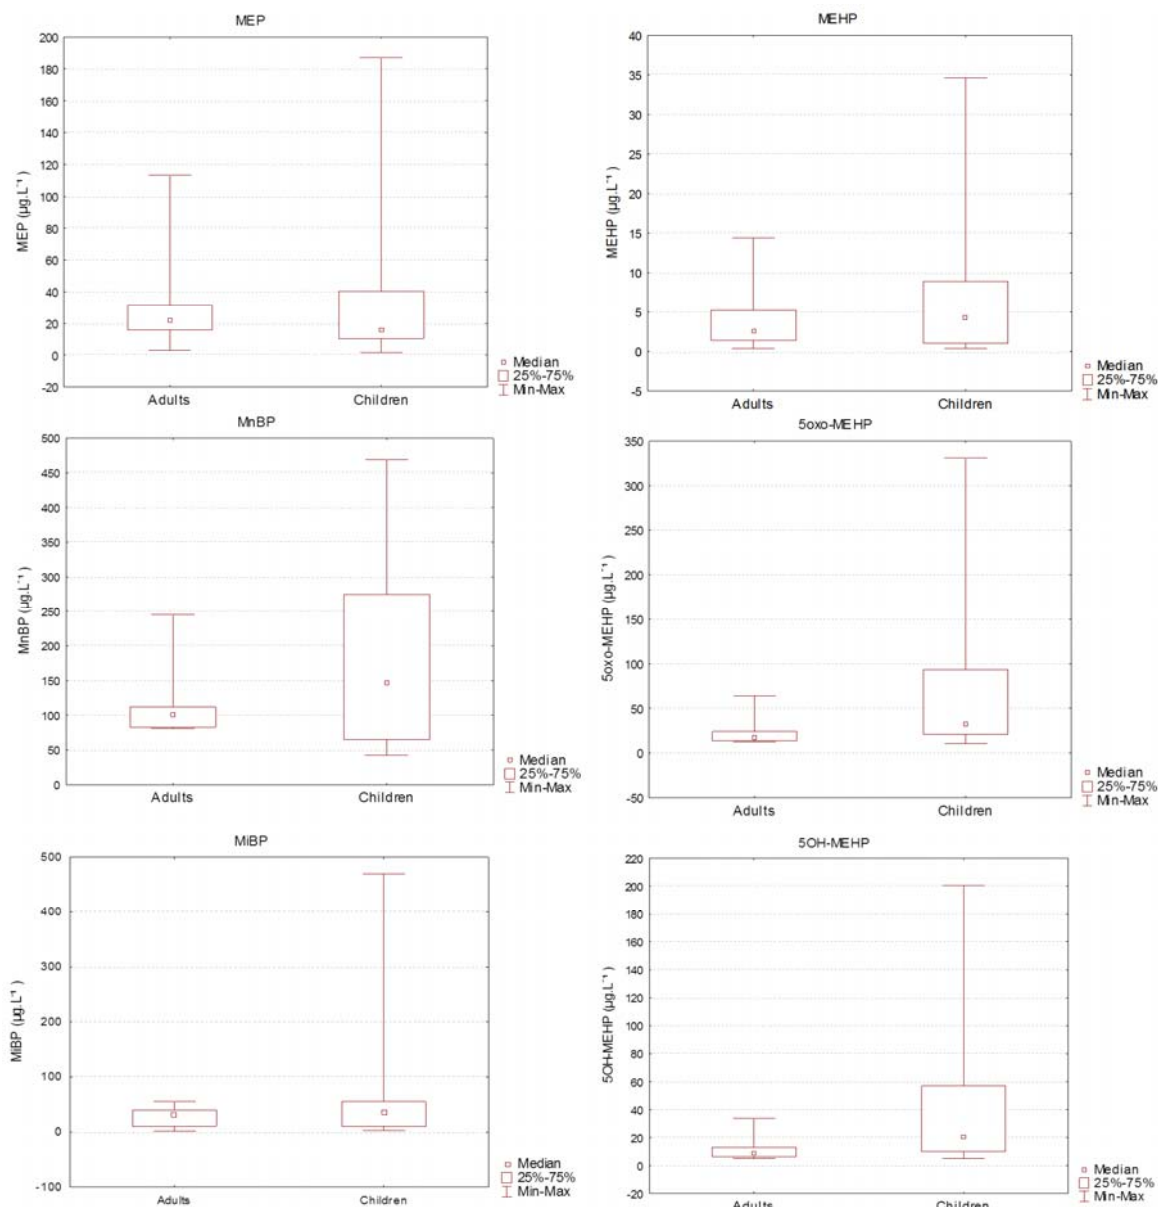 MEP
200
180
160
140
120
100
80
60
40
20
0
-20
MEP (µg.L⁻¹)
Adults
Children
Median
25%-75%
Min-Max
MEHP
40
35
30
25
20
15
10
5
0
-5
MEHP (µg.L⁻¹)
Adults
Children
Median
25%-75%
Min-Max
MnBP
500
450
400
350
300
250
200
150
100
50
0
MnBP (µg.L⁻¹)
Adults
Children
Median
25%-75%
Min-Max
5oxo-MEHP
350
300
250
200
150
100
50
0
-50
5oxo-MEHP (µg.L⁻¹)
Adults
Children
Median
25%-75%
Min-Max
MiBP
500
400
300
200
100
0
-100
MiBP (µg.L⁻¹)
Adults
Children
Median
25%-75%
Min-Max
5OH-MEHP
220
200
180
160
140
120
100
80
60
40
20
0
-20
5OH-MEHP (µg.L⁻¹)
Adults
Children
Median
25%-75%
Min-Max